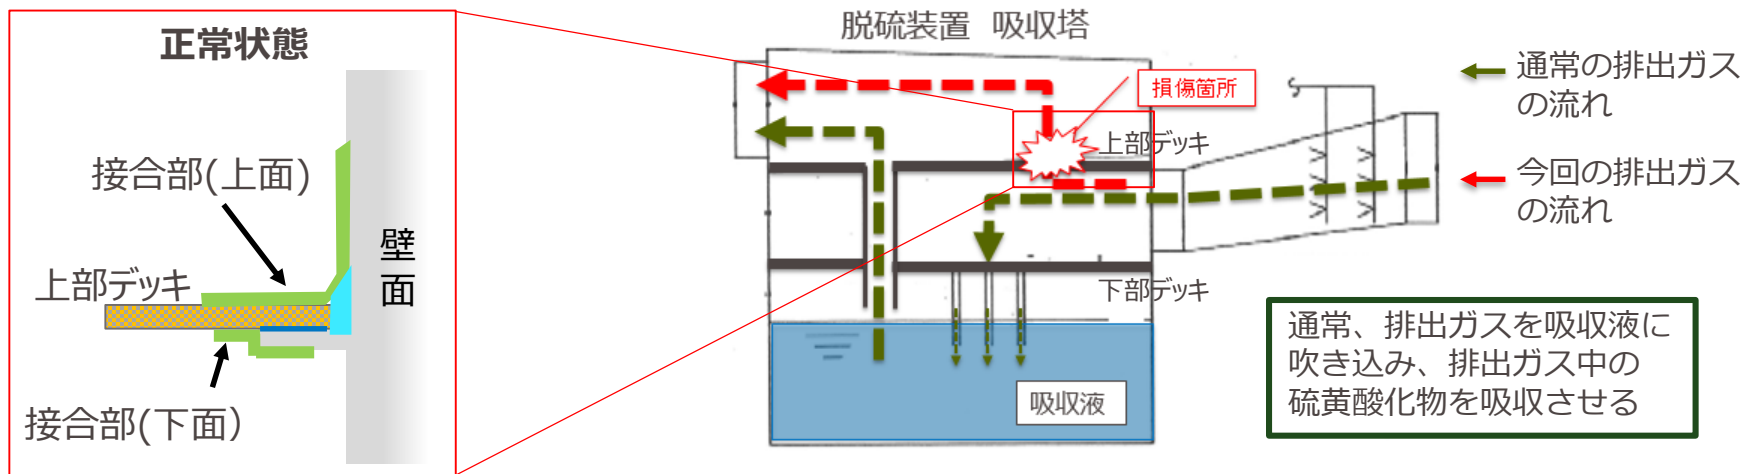 正常状態
接合部(上面)
上部デッキ
壁
面
接合部(下面）
脱硫装置 吸収塔
損傷箇所
上部デッキ
下部デッキ
吸収液
通常の排出ガス
の流れ
今回の排出ガス
の流れ
通常、排出ガスを吸収液に
吹き込み、排出ガス中の
硫黄酸化物を吸収させる